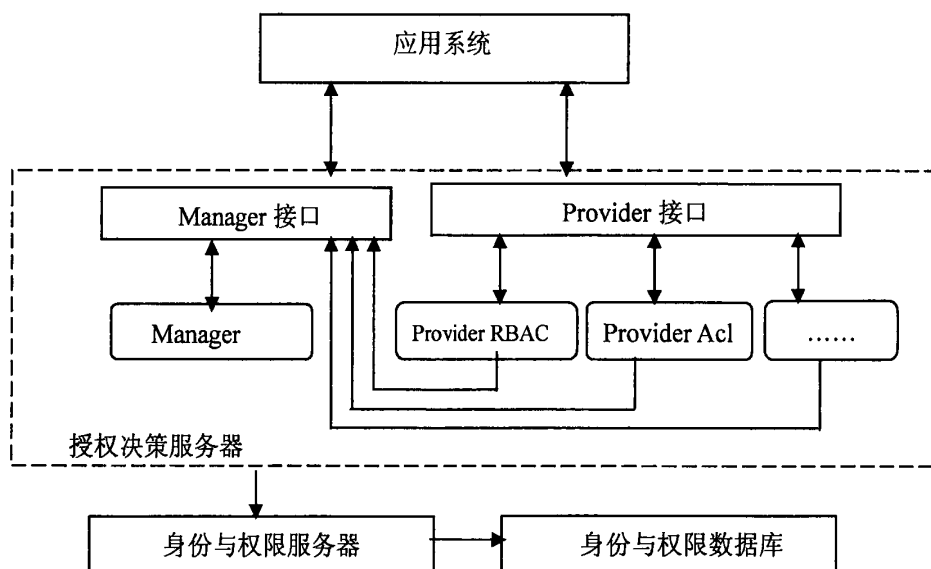 应用系统
Manager 接口
Provider 接口
Manager
Provider RBAC
Provider Acl
……
授权决策服务器
身份与权限服务器
身份与权限数据库